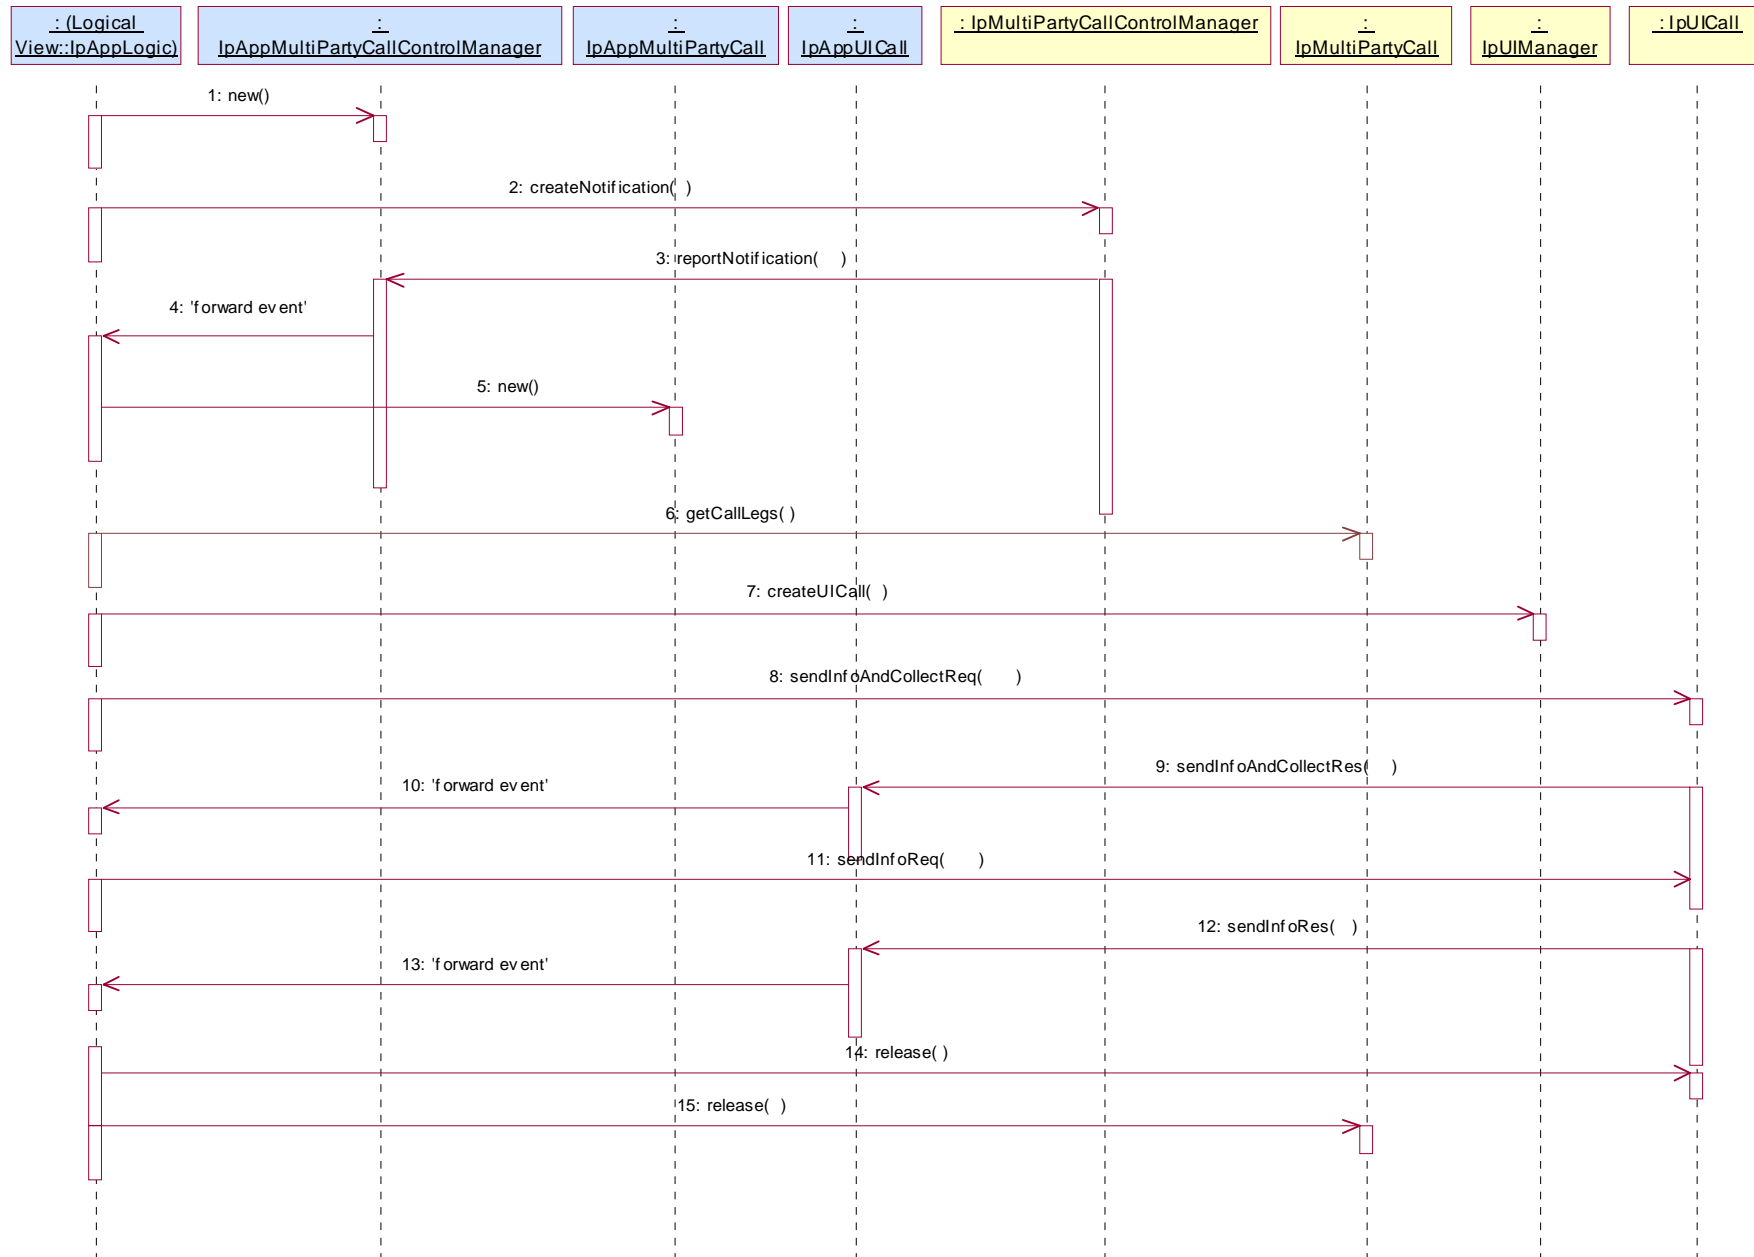 : (Logical
View::IpAppLogic)
:
IpAppMultiPartyCallControlManager
:
IpAppMultiPartyCall
:
IpAppUICall
: IpMultiPartyCallControlManager
:
IpMultiPartyCall
:
IpUIManager
: IpUICall
1: new()
2: createNotification( )
3: reportNotification( )
4: 'forward event'
5: new()
6: getCallLegs( )
7: createUICall( )
8: sendInfoAndCollectReq( )
9: sendInfoAndCollectRes( )
10: 'forward event'
11: sendInfoReq( )
12: sendInfoRes( )
13: 'forward event'
14: release( )
15: release( )